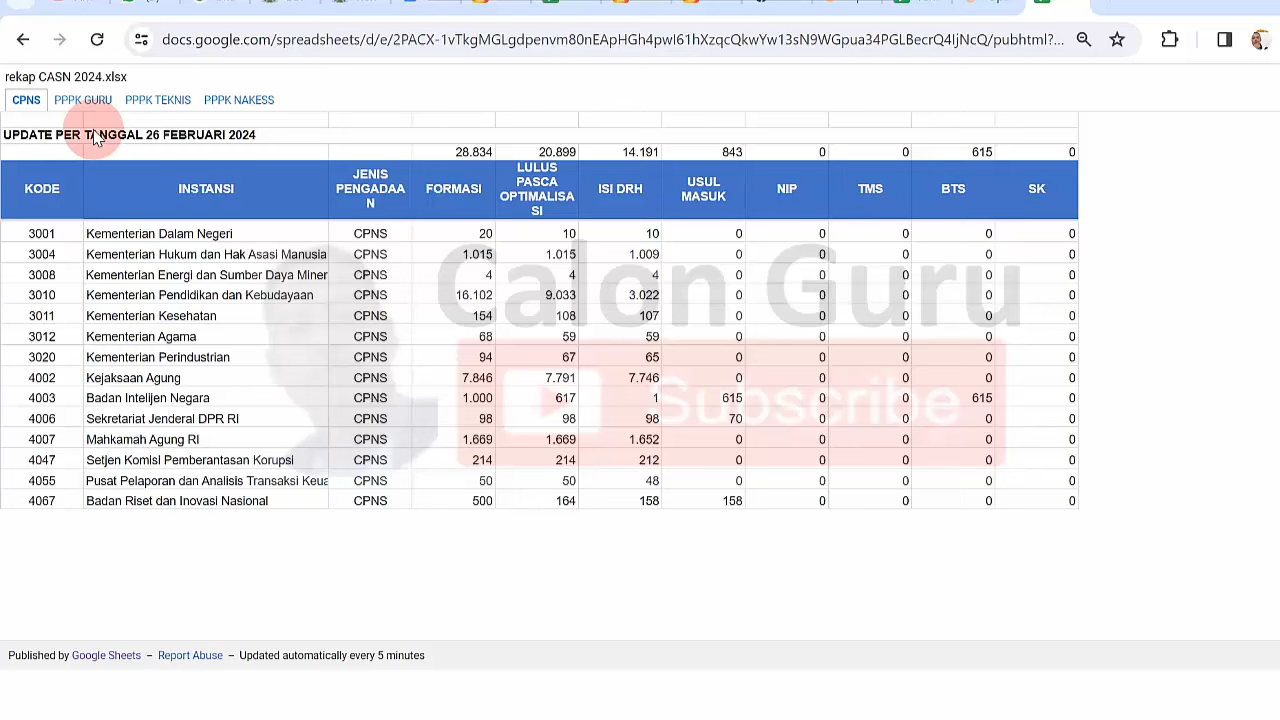 docs.google.com/spreadsheets/d/e/2PACX-1vTkgMGLgdpenvm80nEApHGh4pwI61hXzqcQkwYw13sN9WGpua34PGLBecrQ4IjNcQ/pubhtml?...
rekap CASN 2024.xlsx
CPNS PPPK GURU PPPK TEKNIS PPPK NAKESS
UPDATE PER TANGGAL 26 FEBRUARI 2024
28.834 20.899 14.191 843 0 0 615 0
KODE INSTANSI JENIS PENGADAAN FORMASI LULUS PASCA OPTIMALISASI ISI DRH USUL MASUK NIP TMS BTS SK
3001 Kementerian Dalam Negeri CPNS 20 10 10 0 0 0 0 0
3004 Kementerian Hukum dan Hak Asasi Manusia CPNS 1.015 1.015 1.009 0 0 0 0 0
3008 Kementerian Energi dan Sumber Daya Miner CPNS 4 4 4 0 0 0 0 0
3010 Kementerian Pendidikan dan Kebudayaan CPNS 16.102 9.033 3.022 0 0 0 0 0
3011 Kementerian Kesehatan CPNS 154 108 107 0 0 0 0 0
3012 Kementerian Agama CPNS 68 59 59 0 0 0 0 0
3020 Kementerian Perindustrian CPNS 94 67 65 0 0 0 0 0
4002 Kejaksaan Agung CPNS 7.846 7.791 7.746 0 0 0 0 0
4003 Badan Intelijen Negara CPNS 1.000 617 1 615 0 0 615 0
4006 Sekretariat Jenderal DPR RI CPNS 98 98 98 70 0 0 0 0
4007 Mahkamah Agung RI CPNS 1.669 1.669 1.652 0 0 0 0 0
4047 Setjen Komisi Pemberantasan Korupsi CPNS 214 214 212 0 0 0 0 0
4055 Pusat Pelaporan dan Analisis Transaksi Keua CPNS 50 50 48 0 0 0 0 0
4067 Badan Riset dan Inovasi Nasional CPNS 500 164 158 158 0 0 0 0
Calon Guru
Subscribe
Published by Google Sheets – Report Abuse – Updated automatically every 5 minutes